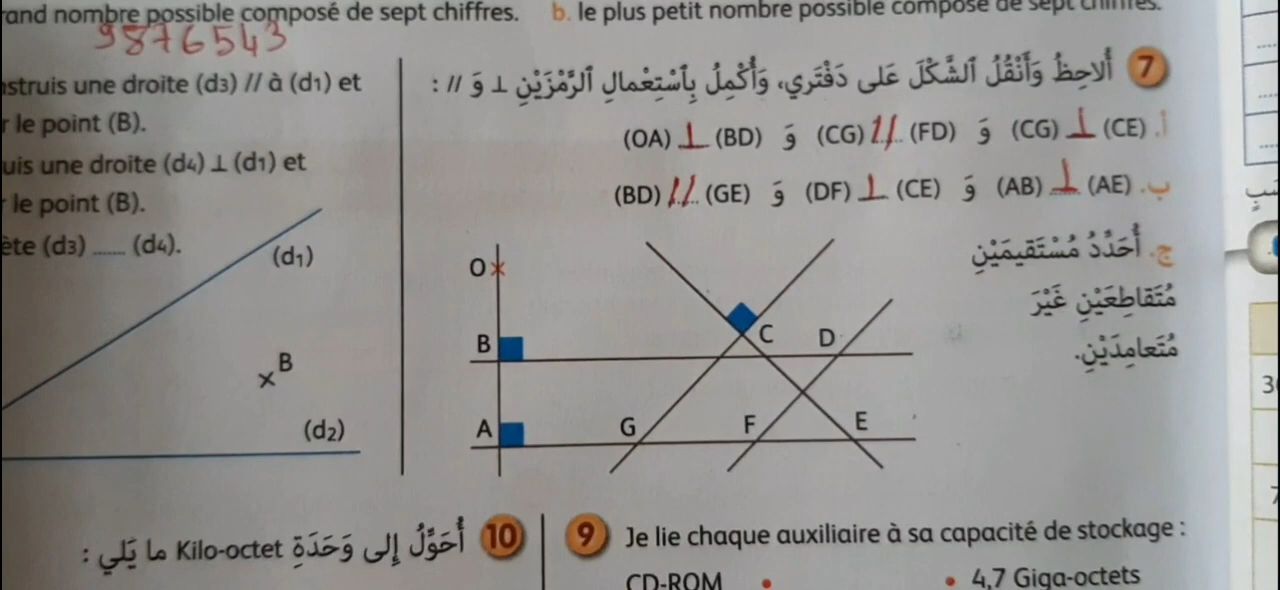 and nombre possible composé de sept chiffres. b. le plus petit nombre possible composé de sept chiffres.
9876543
nstruis une droite (d3) // à (d1) et
r le point (B).
uis une droite (d4) ⊥ (d1) et
le point (B).
ète (d3) ...... (d4).
(d1)
B
(d2)
7 أُلاحِظُ وَأَنْقُلُ ٱلشَّكْلَ عَلى دَفْتَري، وَأُكْمِلُ بِٱسْتِعْمالِ ٱلرَّمْزَيْنِ ⊥ وَ // :
أ. (CE) ⊥ (CG) وَ (FD) // (CG) وَ (BD) ⊥ (OA)
ب. (AE) ⊥ (AB) وَ (CE) ⊥ (DF) وَ (GE) // (BD)
ج. أُحَدِّدُ مُسْتَقيمَيْنِ
مُتَقاطِعَيْنِ غَيْرَ
مُتَعامِدَيْنِ.
O
B C D
A G F E
10 أُحَوِّلُ إِلى وَحْدَةِ Kilo-octet ما يَلي :
9 Je lie chaque auxiliaire à sa capacité de stockage :
CD-ROM • • 4,7 Giga-octets